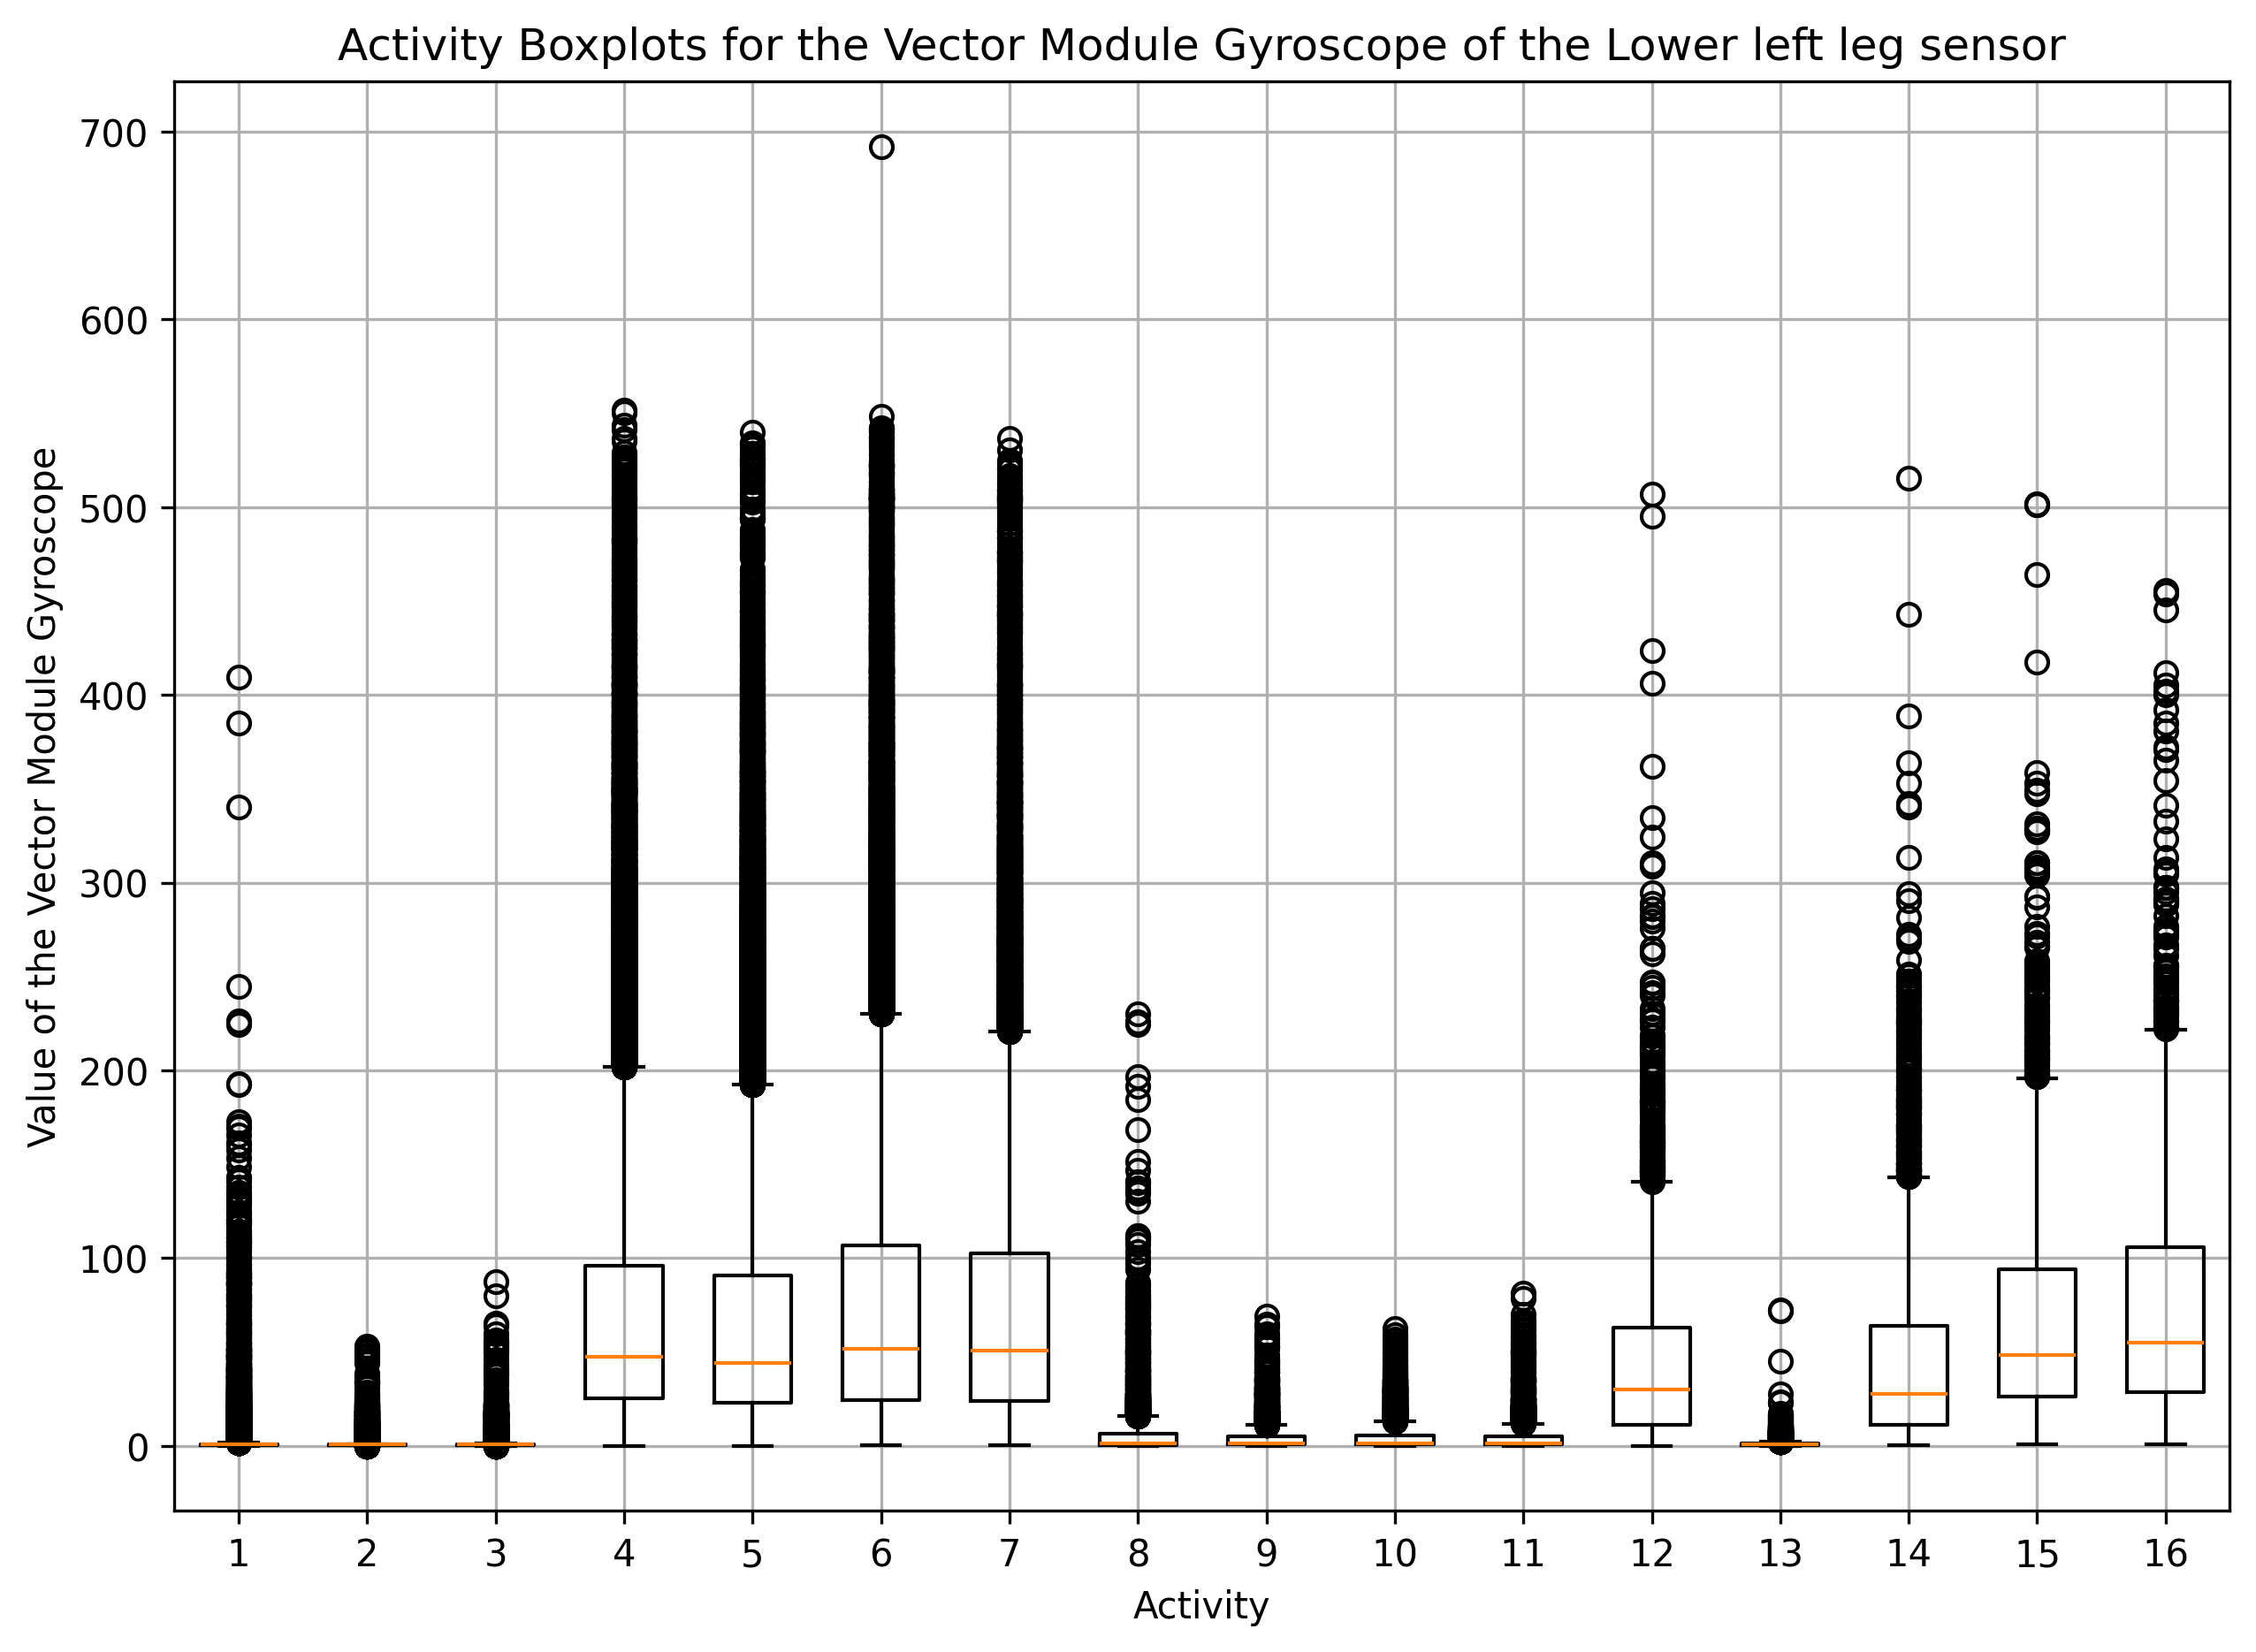 Activity Boxplots for the Vector Module Gyroscope of the Lower left leg sensor
Value of the Vector Module Gyroscope
700
600
500
400
300
200
100
0
1 2 3 4 5 6 7 8 9 10 11 12 13 14 15 16
Activity